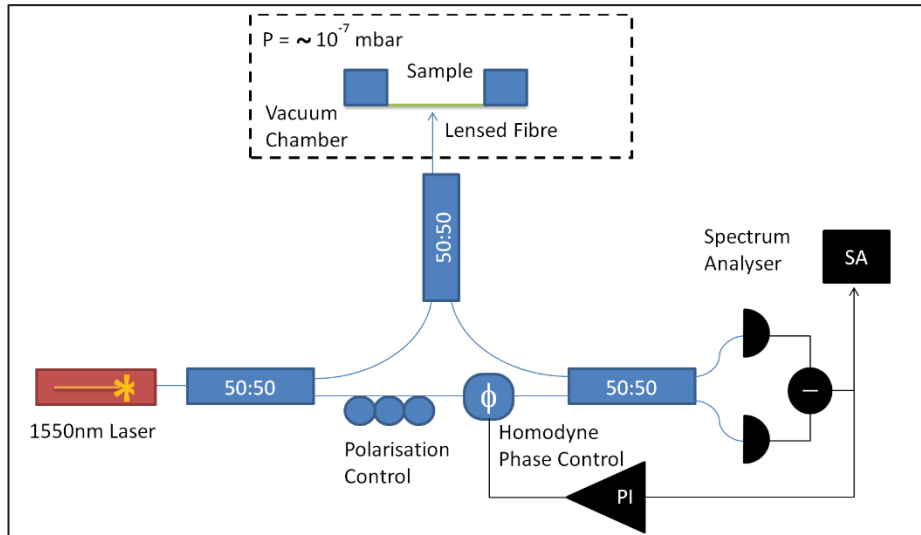 P = ~ 10⁻⁷ mbar
Sample
Vacuum
Chamber
Lensed Fibre
50:50
Spectrum
Analyser
SA
50:50
ϕ
50:50
–
1550nm Laser
Polarisation
Control
Homodyne
Phase Control
PI